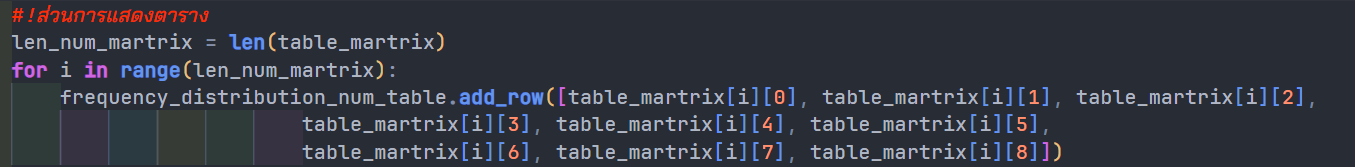 #!ส่วนการแสดงตาราง
len_num_martrix = len(table_martrix)
for i in range(len_num_martrix):
    frequency_distribution_num_table.add_row([table_martrix[i][0], table_martrix[i][1], table_martrix[i][2],
                        table_martrix[i][3], table_martrix[i][4], table_martrix[i][5],
                        table_martrix[i][6], table_martrix[i][7], table_martrix[i][8]])